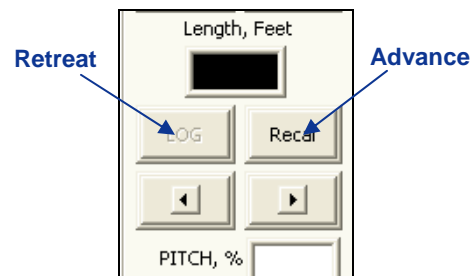 Length, Feet
Retreat
Advance
LOG
Recal
PITCH, %